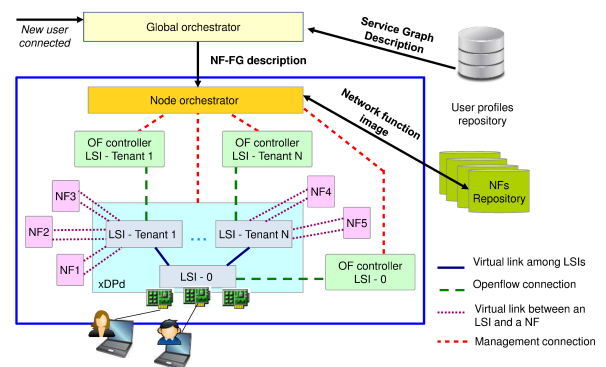 Global orchestrator
New user
connected
Service Graph
Description
NF-FG description
User profiles
repository
Node orchestrator
Network function
image
OF controller
LSI - Tenant 1
OF controller
LSI - Tenant N
NFs
Repository
NF3
NF4
NF2
NF5
NF1
LSI - Tenant 1
...
LSI - Tenant N
LSI - 0
xDPd
OF controller
LSI - 0
Virtual link among LSIs
Openflow connection
Virtual link between an
LSI and a NF
Management connection